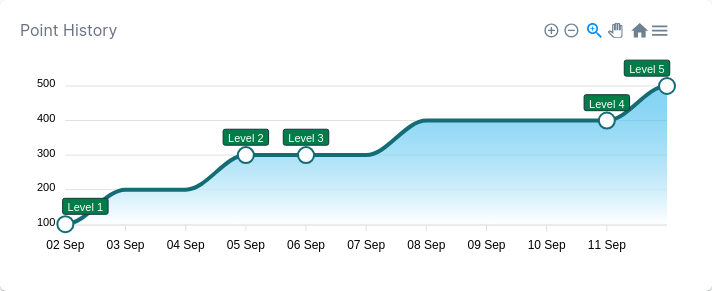 Point History
Level 5
500
Level 4
400
Level 2 Level 3
300
200
Level 1
100
02 Sep 03 Sep 04 Sep 05 Sep 06 Sep 07 Sep 08 Sep 09 Sep 10 Sep 11 Sep